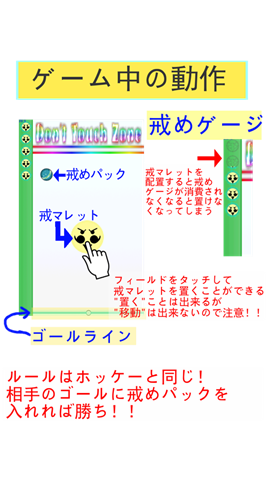 ゲーム中の動作
Don't Touch Zone
戒めゲージ
←戒めパック
戒マレットを
配置すると戒め
ゲージが消費され
なくなると置けな
くなってしまう
戒マレット
フィールドをタッチして
戒マレットを置くことができる
"置く"ことは出来るが
"移動"は出来ないので注意!!
ゴールライン
ルールはホッケーと同じ!
相手のゴールに戒めパックを
入れれば勝ち!!